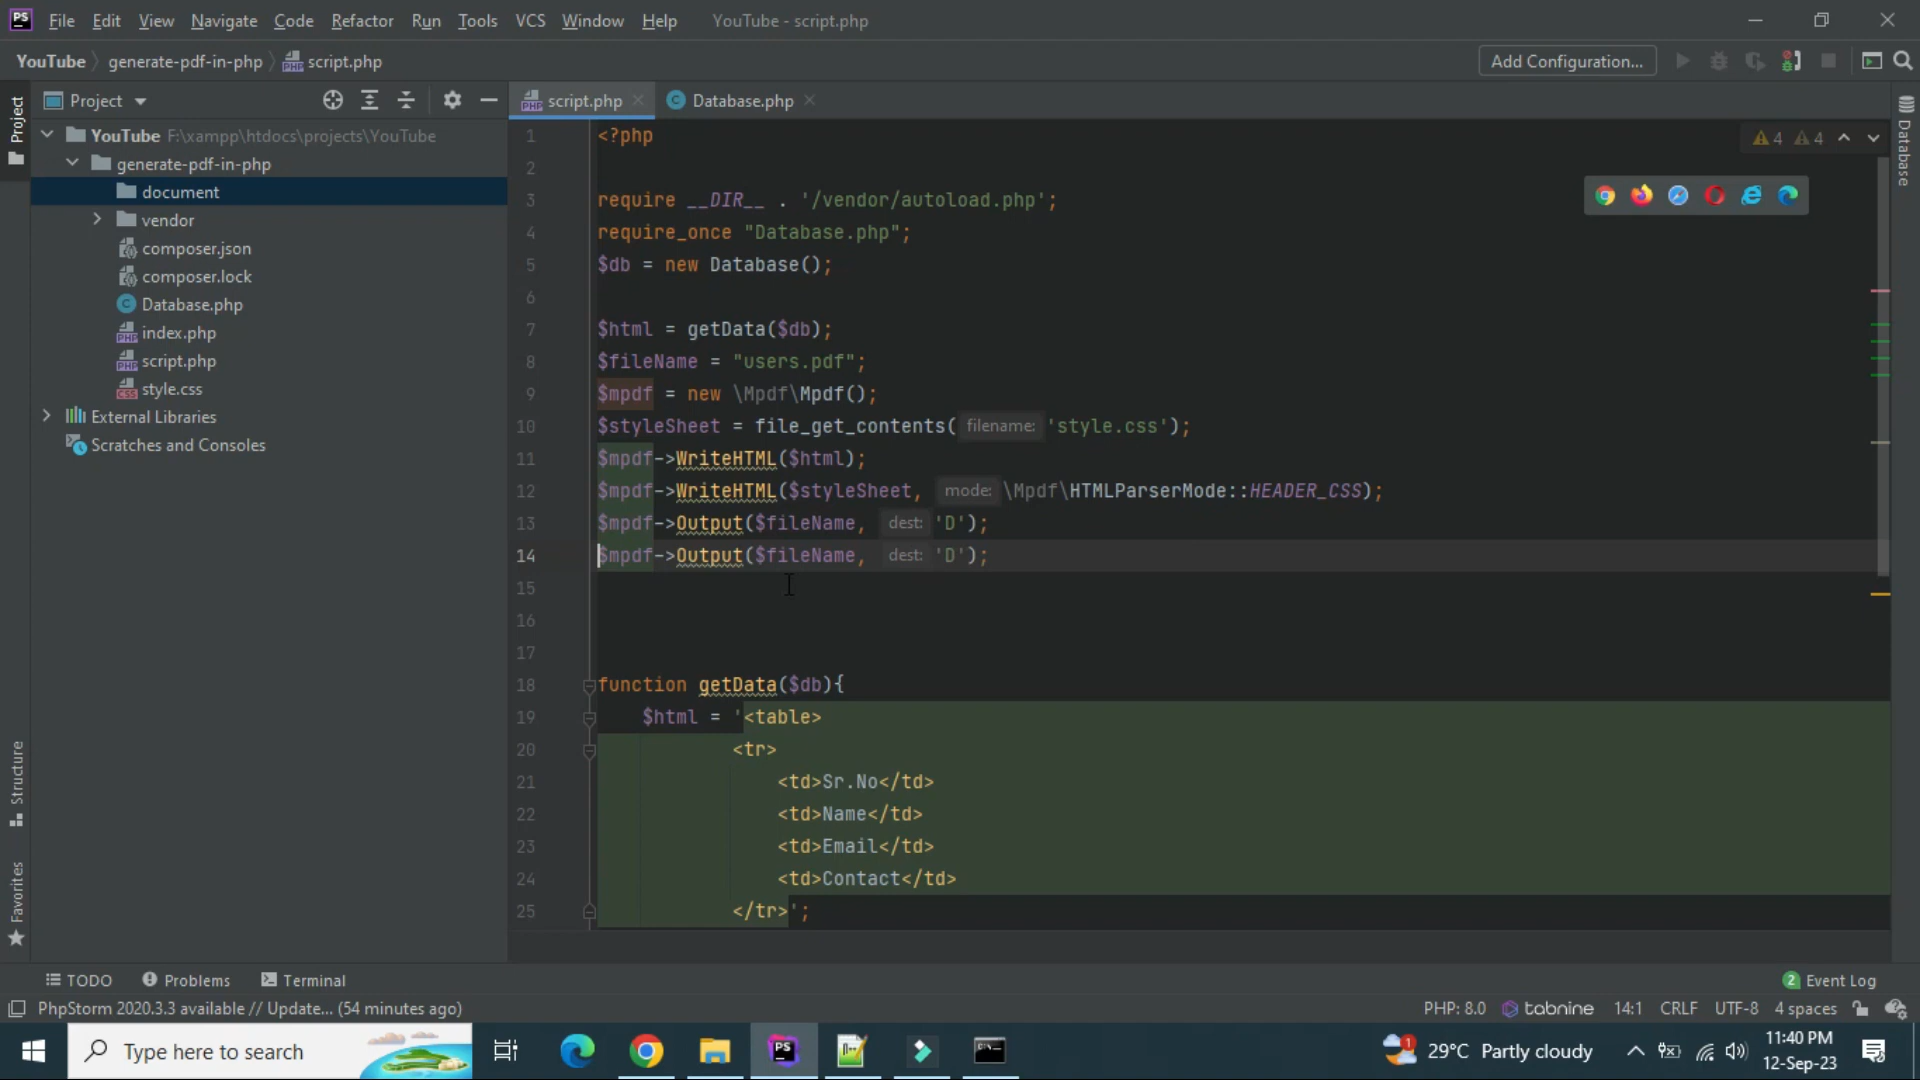 PS File Edit View Navigate Code Refactor Run Tools VCS Window Help YouTube - script.php
YouTube generate-pdf-in-php script.php Add Configuration...
Project
Project
YouTube F:\xampp\htdocs\projects\YouTube
generate-pdf-in-php
document
vendor
composer.json
composer.lock
Database.php
index.php
script.php
style.css
External Libraries
Scratches and Consoles
Structure
Favorites
script.php Database.php
4 4
Database
1 <?php
2
3 require __DIR__ . '/vendor/autoload.php';
4 require_once "Database.php";
5 $db = new Database();
6
7 $html = getData($db);
8 $fileName = "users.pdf";
9 $mpdf = new \Mpdf\Mpdf();
10 $styleSheet = file_get_contents( filename: 'style.css');
11 $mpdf->WriteHTML($html);
12 $mpdf->WriteHTML($styleSheet, mode: \Mpdf\HTMLParserMode::HEADER_CSS);
13 $mpdf->Output($fileName, dest: 'D');
14 $mpdf->Output($fileName, dest: 'D');
15
16
17
18 function getData($db){
19 $html = '<table>
20 <tr>
21 <td>Sr.No</td>
22 <td>Name</td>
23 <td>Email</td>
24 <td>Contact</td>
25 </tr>';
TODO Problems Terminal 2 Event Log
PhpStorm 2020.3.3 available // Update... (54 minutes ago) PHP: 8.0 tabnine 14:1 CRLF UTF-8 4 spaces
Type here to search PS 1 29°C Partly cloudy 11:40 PM
12-Sep-23